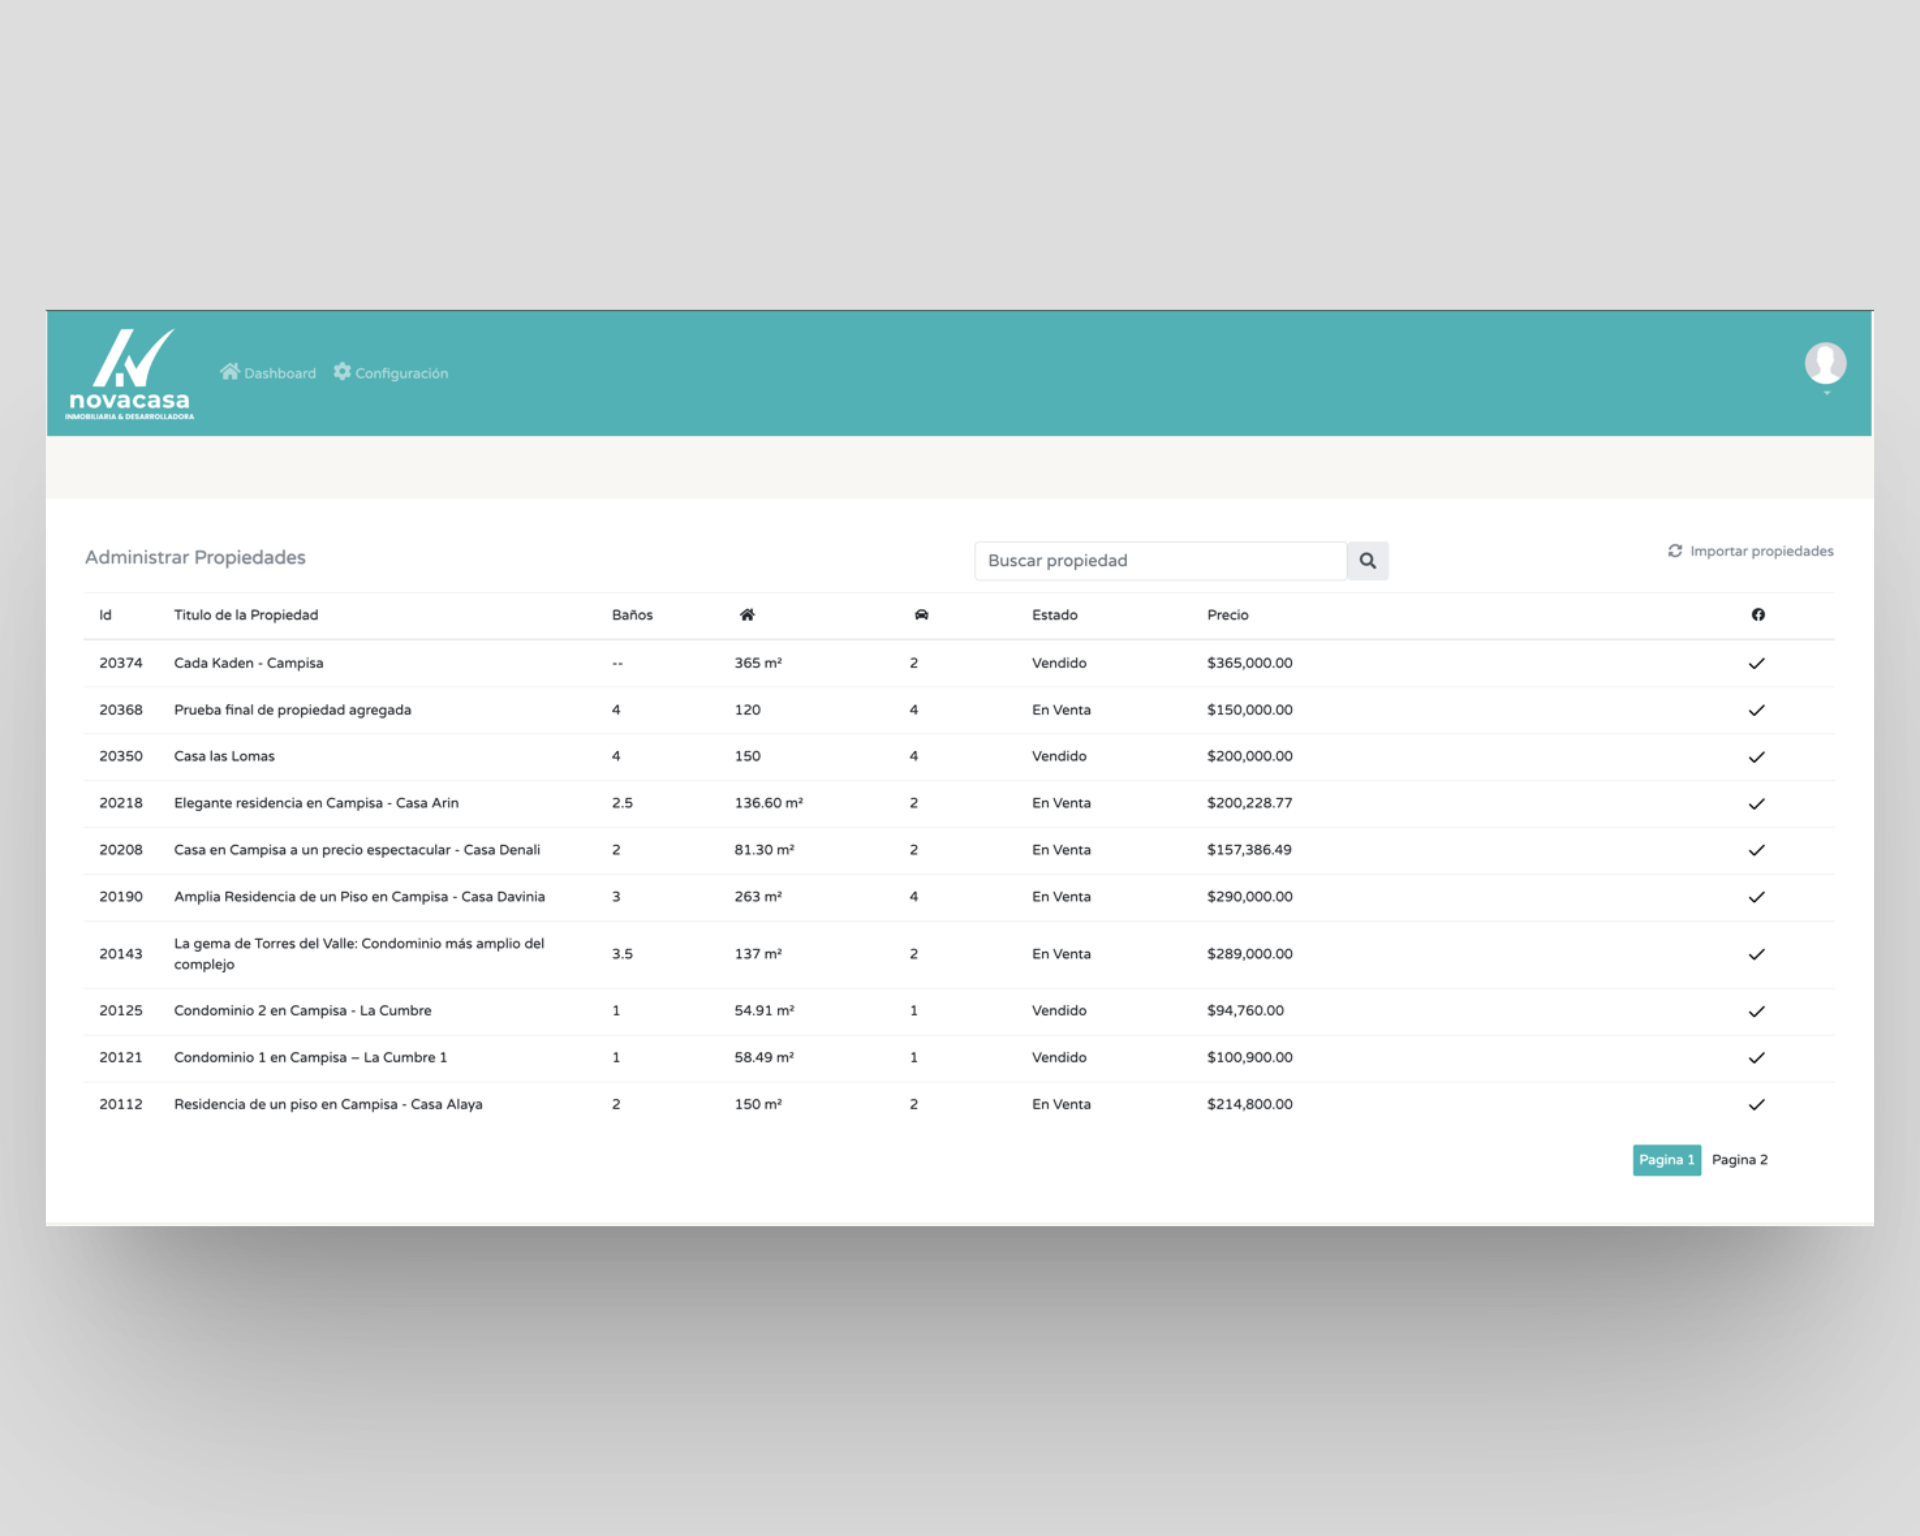 novacasa
INMOBILIARIA & DESARROLLADORA
Dashboard Configuración
Administrar Propiedades
Buscar propiedad
Importar propiedades
Id Titulo de la Propiedad Baños Estado Precio
20374 Cada Kaden - Campisa -- 365 m² 2 Vendido $365,000.00
20368 Prueba final de propiedad agregada 4 120 4 En Venta $150,000.00
20350 Casa las Lomas 4 150 4 Vendido $200,000.00
20218 Elegante residencia en Campisa - Casa Arin 2.5 136.60 m² 2 En Venta $200,228.77
20208 Casa en Campisa a un precio espectacular - Casa Denali 2 81.30 m² 2 En Venta $157,386.49
20190 Amplia Residencia de un Piso en Campisa - Casa Davinia 3 263 m² 4 En Venta $290,000.00
20143 La gema de Torres del Valle: Condominio más amplio del
complejo 3.5 137 m² 2 En Venta $289,000.00
20125 Condominio 2 en Campisa - La Cumbre 1 54.91 m² 1 Vendido $94,760.00
20121 Condominio 1 en Campisa – La Cumbre 1 1 58.49 m² 1 Vendido $100,900.00
20112 Residencia de un piso en Campisa - Casa Alaya 2 150 m² 2 En Venta $214,800.00
Pagina 1 Pagina 2